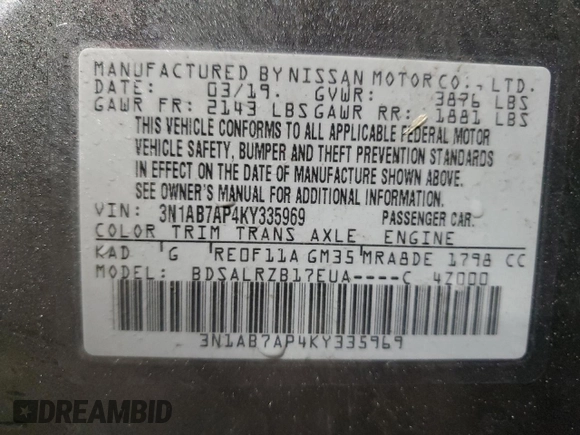 MANUFACTURED BY NISSAN MOTOR CO., LTD.
DATE: 03/19. GVWR: 3896 LBS
GAWR FR: 2143 LBS GAWR RR: 1881 LBS
THIS VEHICLE CONFORMS TO ALL APPLICABLE FEDERAL MOTOR
VEHICLE SAFETY, BUMPER AND THEFT PREVENTION STANDARDS
IN EFFECT ON THE DATE OF MANUFACTURE SHOWN ABOVE.
SEE OWNER'S MANUAL FOR ADDITIONAL INFORMATION.
VIN: 3N1AB7AP4KY335969 PASSENGER CAR.
COLOR TRIM TRANS AXLE ENGINE
KAD G RE0F11A GM35 MRA8DE 1798 CC
MODEL: BDSALRZB17EUA----C 4Z000
3N1AB7AP4KY335969
DREAMBID